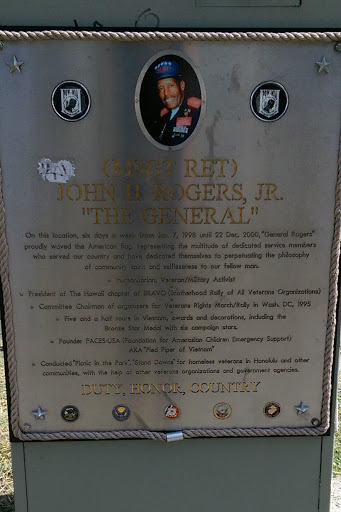 (MSGT RET)
JOHN H. ROGERS, JR.
"THE GENERAL"
On this location, six days a week from Jan. 7, 1998 until 22 Dec. 2000, "General Rogers"
proudly waved the American flag, representing the multitude of dedicated service members
who served our country and have dedicated themselves to perpetuating the philosophy
of community spirit and selflessness to our fellow man.
Humanitarian, Veteran/Military Activist
President of The Hawaii chapter of BRAVO (Brotherhood Rally of All Veterans Organizations)
Committee Chairman of organizers for Veterans Rights March/Rally in Wash. DC, 1995
Five and a half tours in Vietnam, awards and decorations, including the
Bronze Star Medal with six campaign stars.
Founder FACES-USA (Foundation for Amerasian Children Emergency Support)
AKA "Pied Piper of Vietnam"
Conducted "Picnic in the Park", "Stand Downs" for homeless veterans in Honolulu and other
communities, with the help of other veterans organizations and government agencies.
DUTY, HONOR, COUNTRY